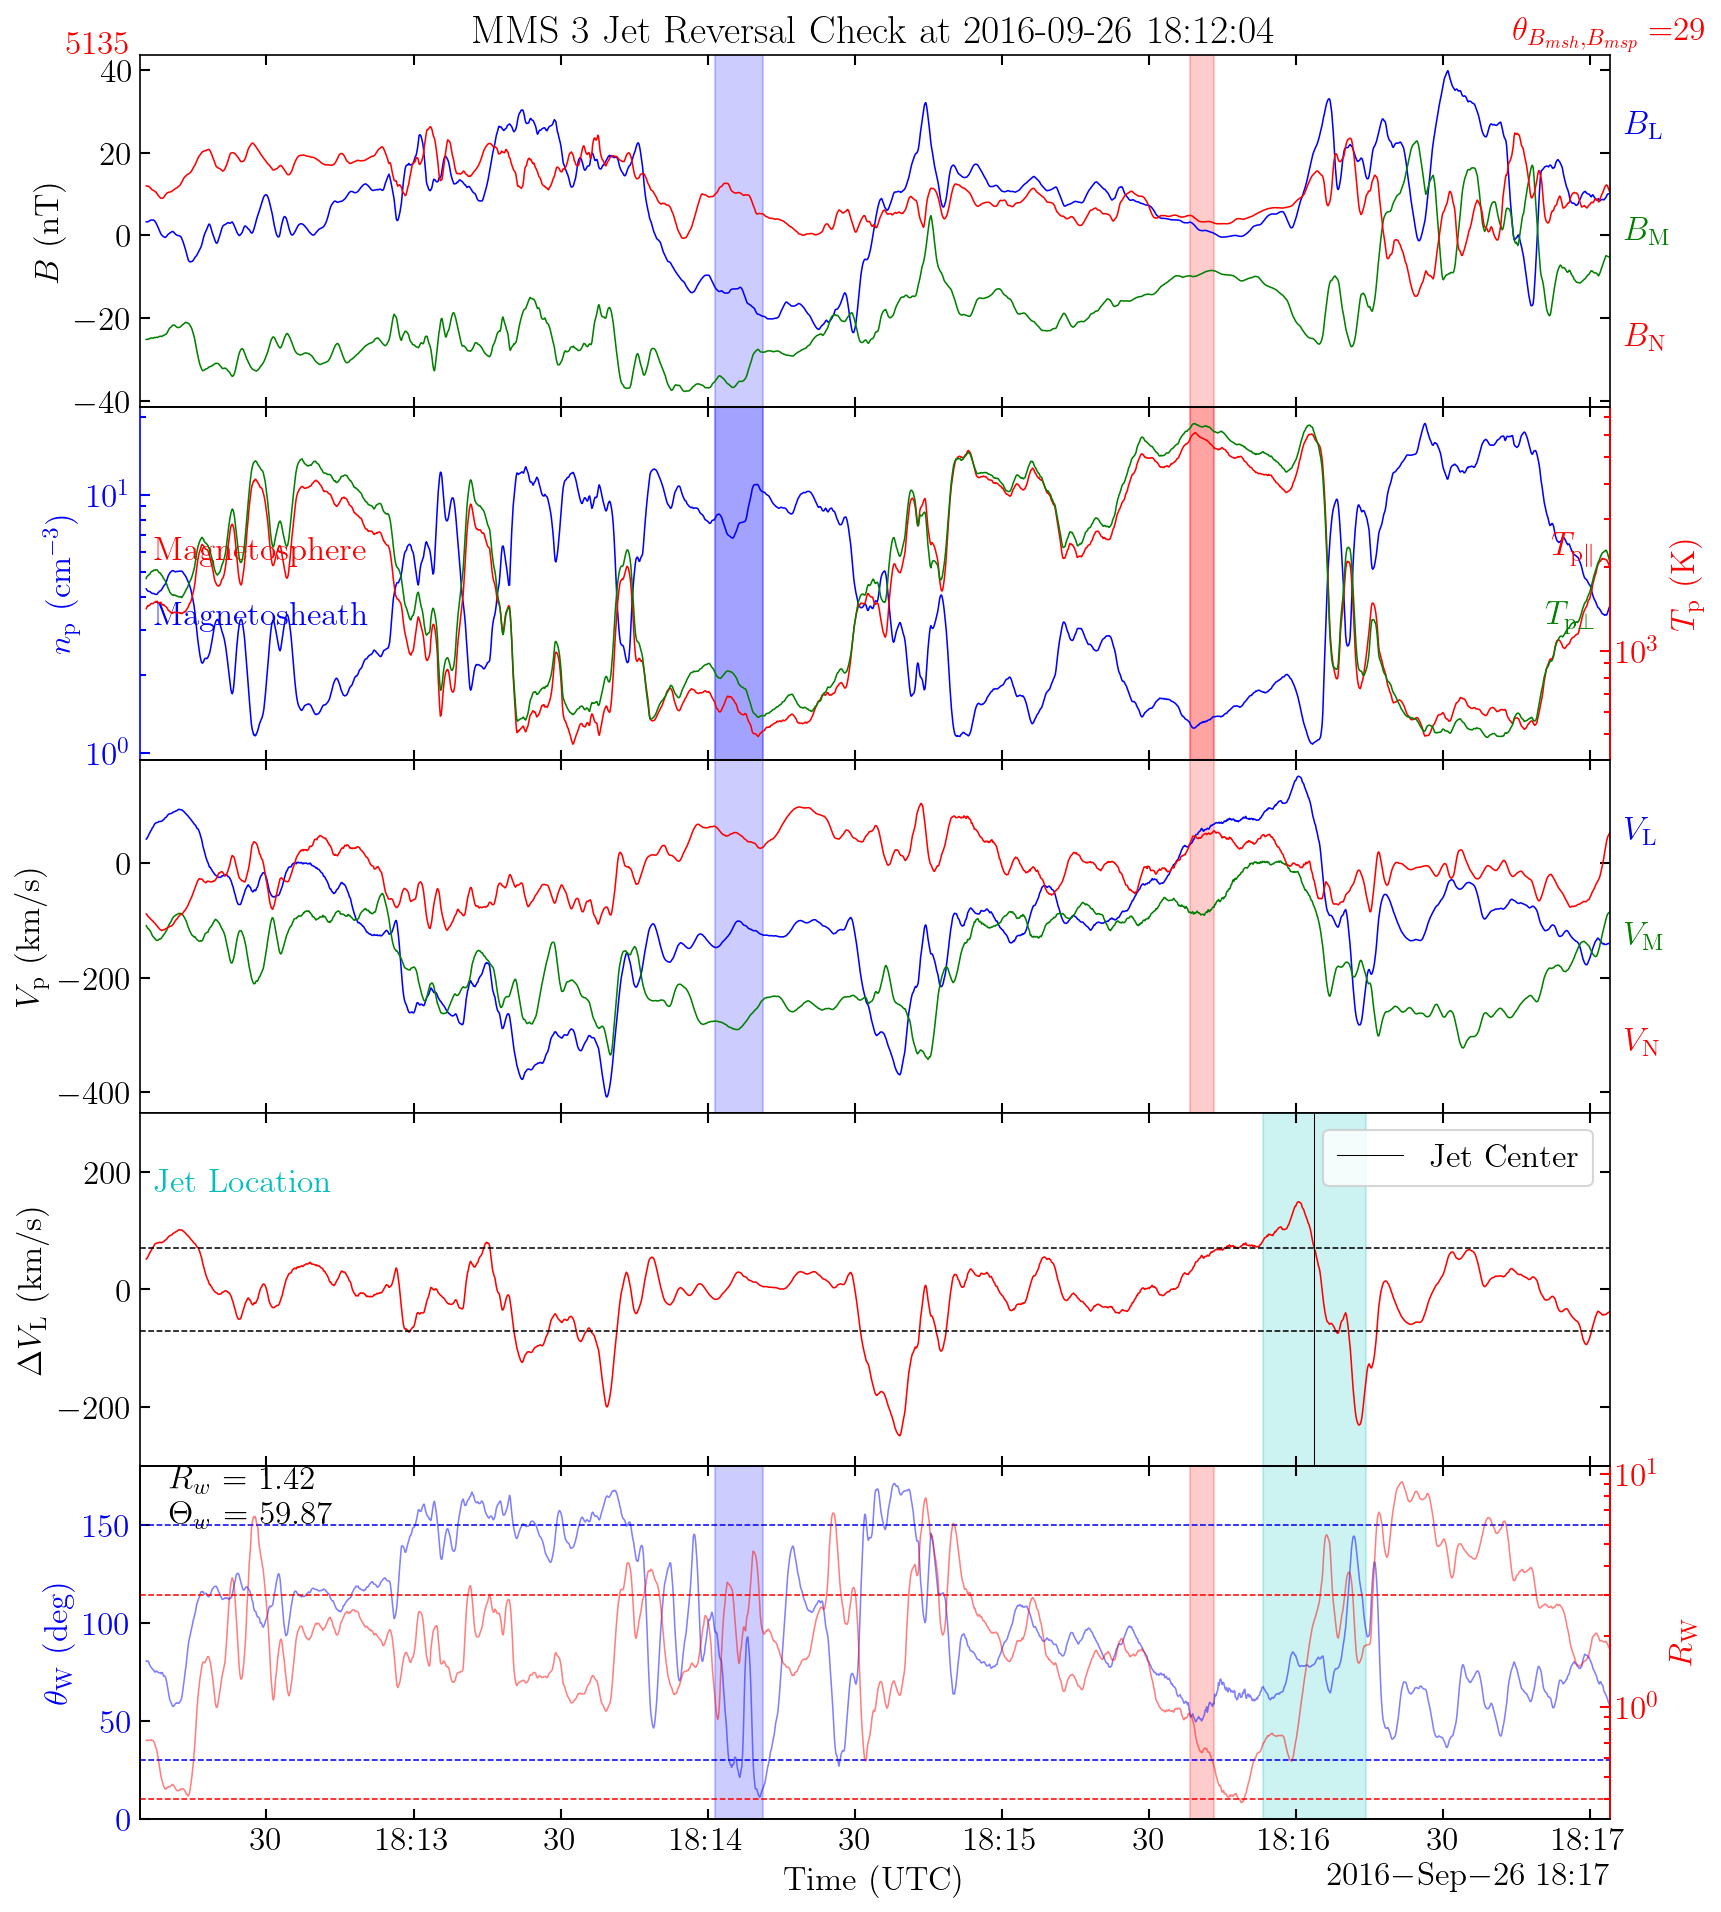 MMS 3 Jet Reversal Check at 2016-09-26 18:12:04
5135
θ_{B_{msh},B_{msp}} =29
40
20
0
−20
−40
B (nT)
B_L
B_M
B_N
10^1
10^0
n_p (cm^{−3})
Magnetosphere
Magnetosheath
T_{p∥}
T_{p⊥}
10^3
T_p (K)
0
−200
−400
V_p (km/s)
V_L
V_M
V_N
200
0
−200
ΔV_L (km/s)
Jet Location
Jet Center
R_w = 1.42
Θ_w = 59.87
150
100
50
0
θ_W (deg)
10^1
10^0
R_W
30 18:13 30 18:14 30 18:15 30 18:16 30 18:17
Time (UTC)
2016−Sep−26 18:17